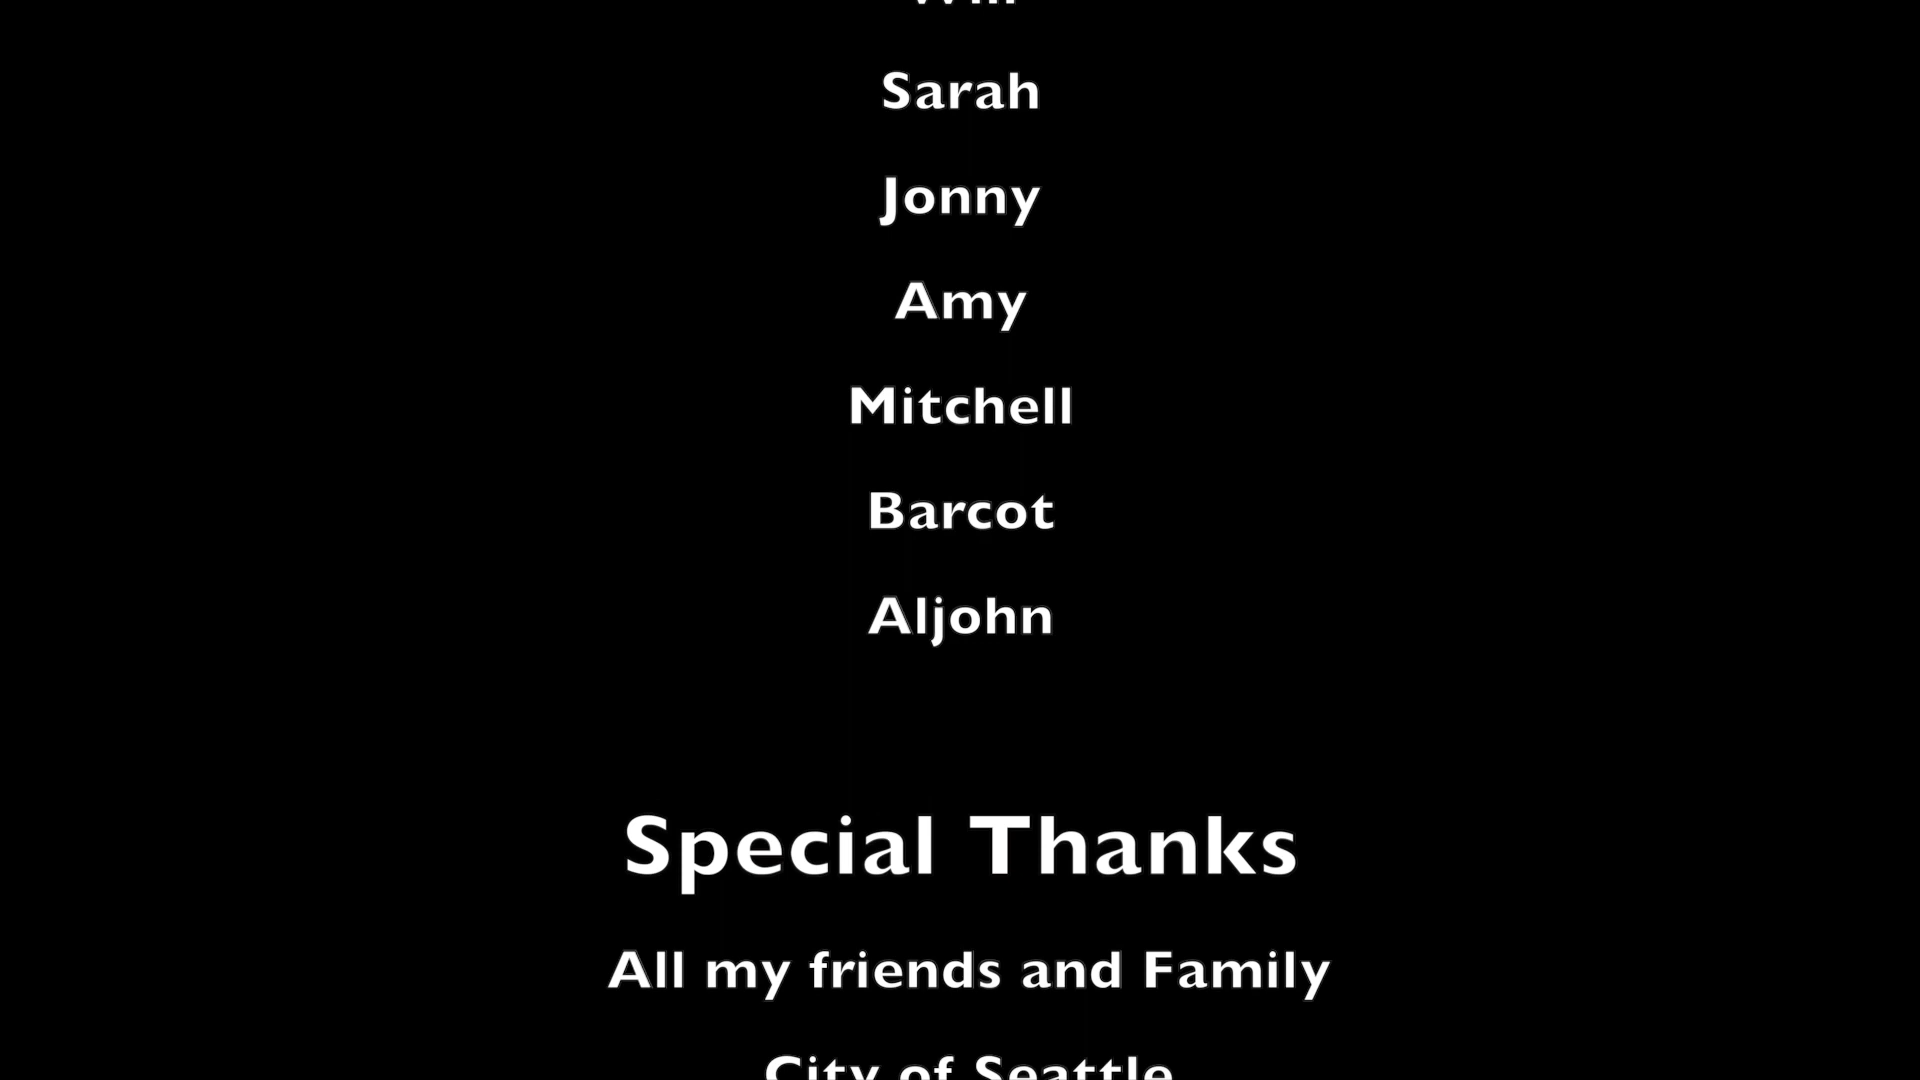 Sarah
Jonny
Amy
Mitchell
Barcot
Aljohn
Special Thanks
All my friends and Family
City of Seattle